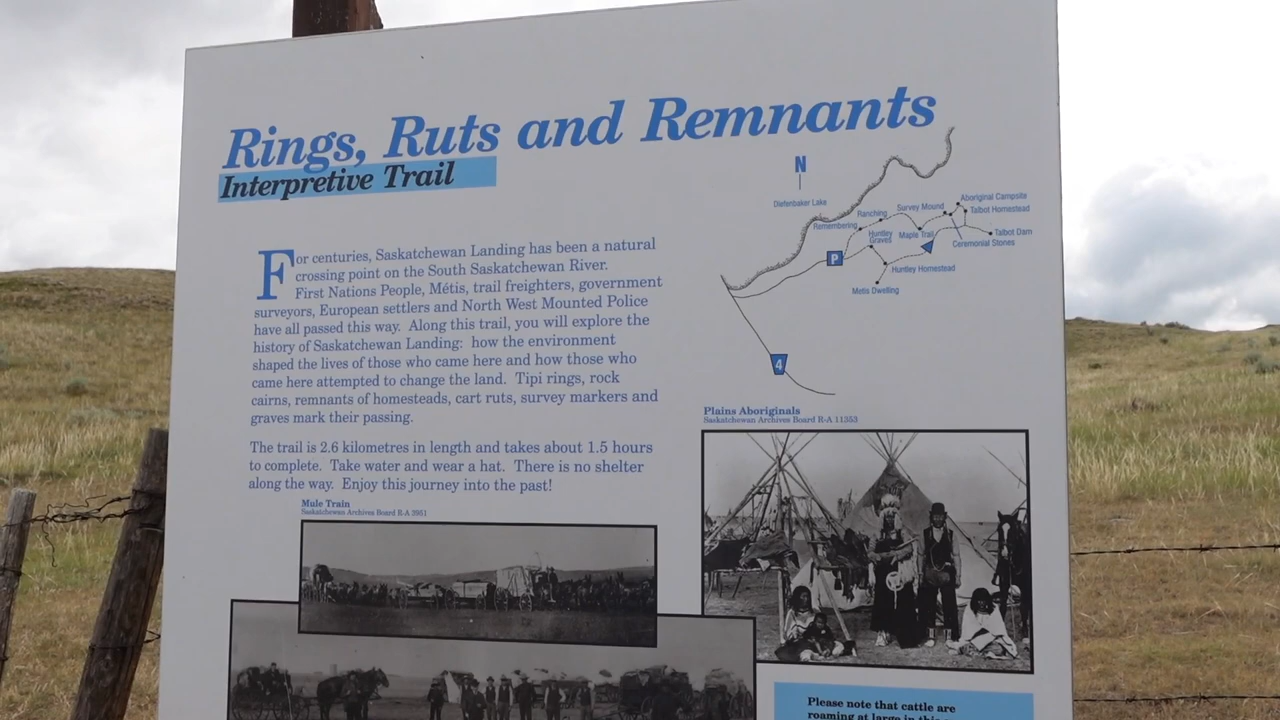 Rings, Ruts and Remnants
Interpretive Trail
For centuries, Saskatchewan Landing has been a natural
crossing point on the South Saskatchewan River.
First Nations People, Métis, trail freighters, government
surveyors, European settlers and North West Mounted Police
have all passed this way. Along this trail, you will explore the
history of Saskatchewan Landing: how the environment
shaped the lives of those who came here and how those who
came here attempted to change the land. Tipi rings, rock
cairns, remnants of homesteads, cart ruts, survey markers and
graves mark their passing.
The trail is 2.6 kilometres in length and takes about 1.5 hours
to complete. Take water and wear a hat. There is no shelter
along the way. Enjoy this journey into the past!
Mule Train
Saskatchewan Archives Board R-A 3951
N
Diefenbaker Lake
Aboriginal Campsite
Survey Mound
Talbot Homestead
Ranching
Remembering
Huntley
Graves
Maple Trail
Talbot Dam
Ceremonial Stones
P
Huntley Homestead
Metis Dwelling
4
Plains Aboriginals
Saskatchewan Archives Board R-A 11353
Please note that cattle are
roaming at large in this